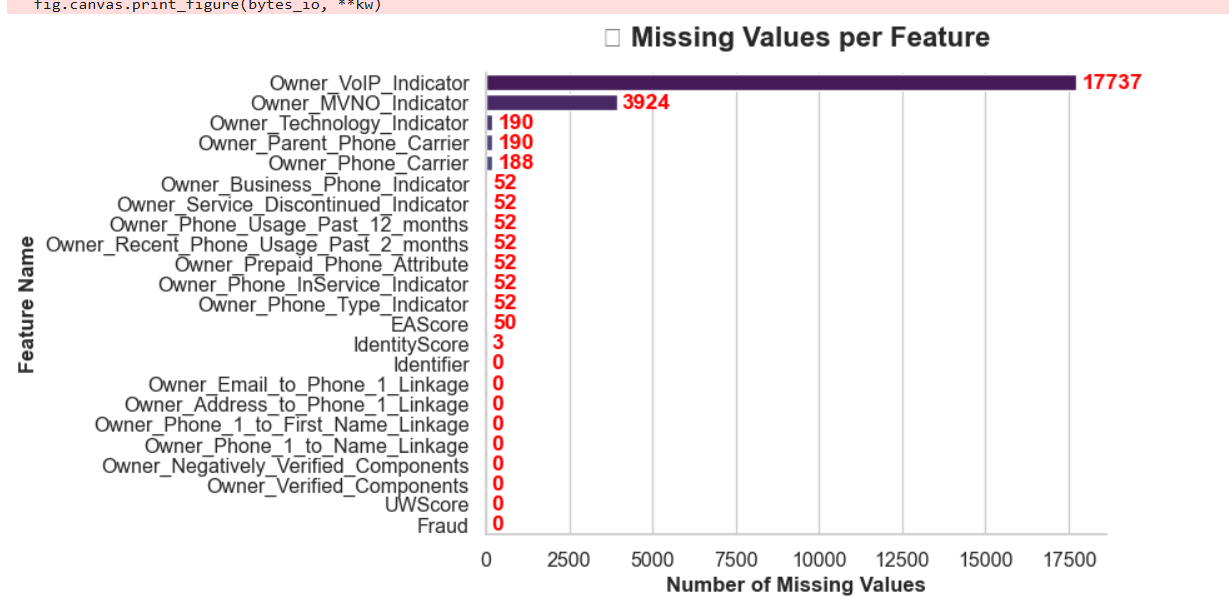 fig.canvas.print_figure(bytes_io, **kw)
Missing Values per Feature
Owner_VoIP_Indicator 17737
Owner_MVNO_Indicator 3924
Owner_Technology_Indicator 190
Owner_Parent_Phone_Carrier 190
Owner_Phone_Carrier 188
Owner_Business_Phone_Indicator 52
Owner_Service_Discontinued_Indicator 52
Owner_Phone_Usage_Past_12_months 52
Owner_Recent_Phone_Usage_Past_2_months 52
Owner_Prepaid_Phone_Attribute 52
Owner_Phone_InService_Indicator 52
Owner_Phone_Type_Indicator 52
EAScore 50
IdentityScore 3
Identifier 0
Owner_Email_to_Phone_1_Linkage 0
Owner_Address_to_Phone_1_Linkage 0
Owner_Phone_1_to_First_Name_Linkage 0
Owner_Phone_1_to_Name_Linkage 0
Owner_Negatively_Verified_Components 0
Owner_Verified_Components 0
UWScore 0
Fraud 0
Feature Name
0 2500 5000 7500 10000 12500 15000 17500
Number of Missing Values